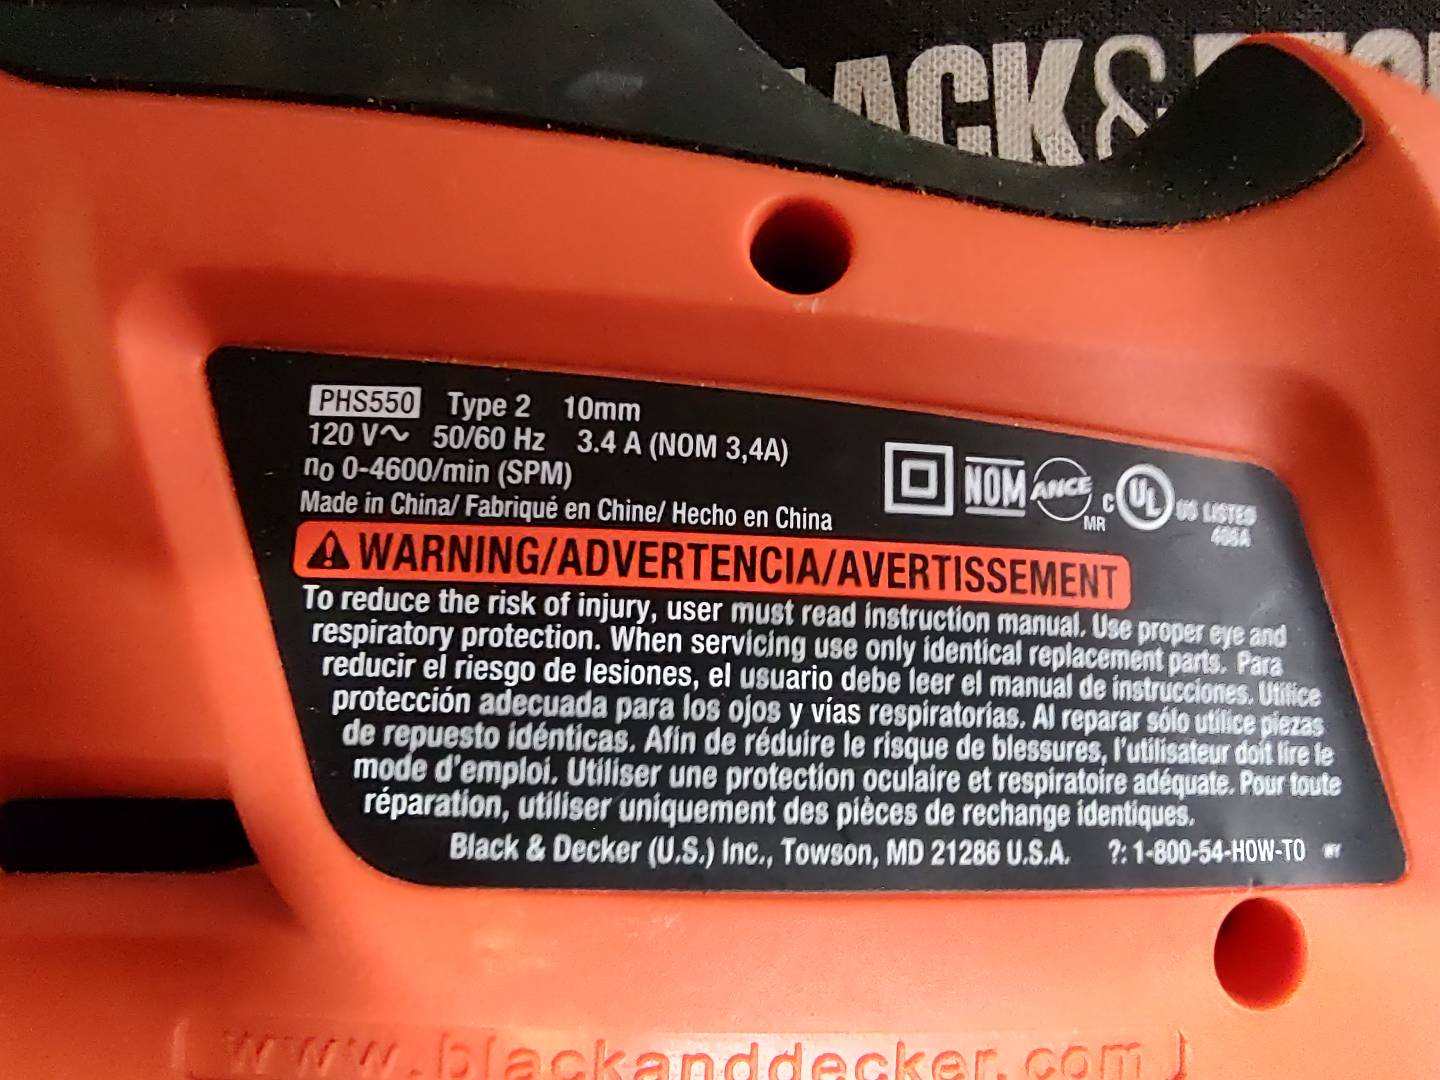 ACK&DEC
PHS550 Type 2 10mm
120 V~ 50/60 Hz 3.4 A (NOM 3,4A)
no 0-4600/min (SPM)
Made in China/ Fabriqué en Chine/ Hecho en China
NOM ANCE MR C UL US LISTED
⚠ WARNING/ADVERTENCIA/AVERTISSEMENT
To reduce the risk of injury, user must read instruction manual. Use proper eye and
respiratory protection. When servicing use only identical replacement parts. Para
reducir el riesgo de lesiones, el usuario debe leer el manual de instrucciones. Utilice
protección adecuada para los ojos y vías respiratorias. Al reparar sólo utilice piezas
de repuesto idénticas. Afin de réduire le risque de blessures, l'utilisateur doit lire le
mode d'emploi. Utiliser une protection oculaire et respiratoire adéquate. Pour toute
réparation, utiliser uniquement des pièces de rechange identiques.
Black & Decker (U.S.) Inc., Towson, MD 21286 U.S.A. ?: 1-800-54-HOW-TO
www.blackanddecker.com